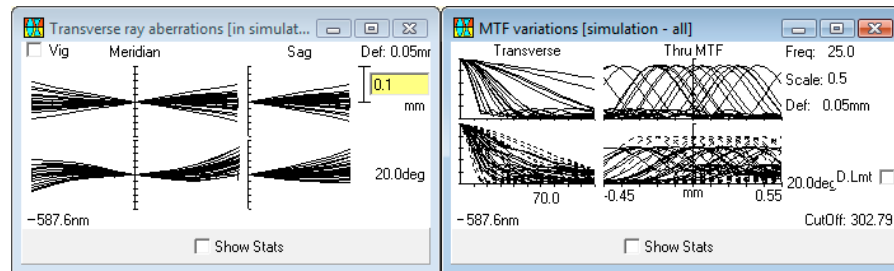 Transverse ray aberrations [in simulat...
Vig Meridian Sag Def: 0.05mr
0.1
mm
20.0deg
-587.6nm
Show Stats
MTF variations [simulation - all]
Transverse Thru MTF Freq: 25.0
Scale: 0.5
Def: 0.05mm
20.0deg D.Lmt
70.0 -0.45 mm 0.55
-587.6nm CutOff: 302.79
Show Stats